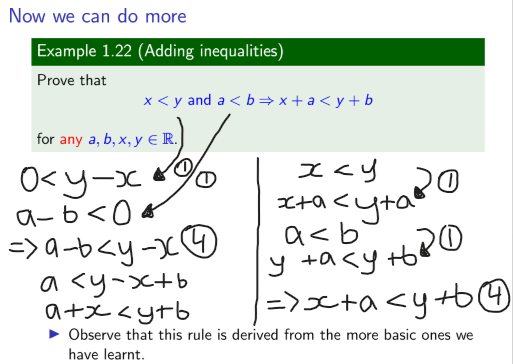 Now we can do more
Example 1.22 (Adding inequalities)
Prove that
x < y and a < b ⇒ x + a < y + b
for any a, b, x, y ∈ ℝ.
0 < y - x ① ①
a - b < 0
=> a - b < y - x ④
a < y - x + b
a + x < y + b
x < y
x + a < y + a ①
a < b
y + a < y + b ①
=> x + a < y + b ④
▶ Observe that this rule is derived from the more basic ones we
have learnt.